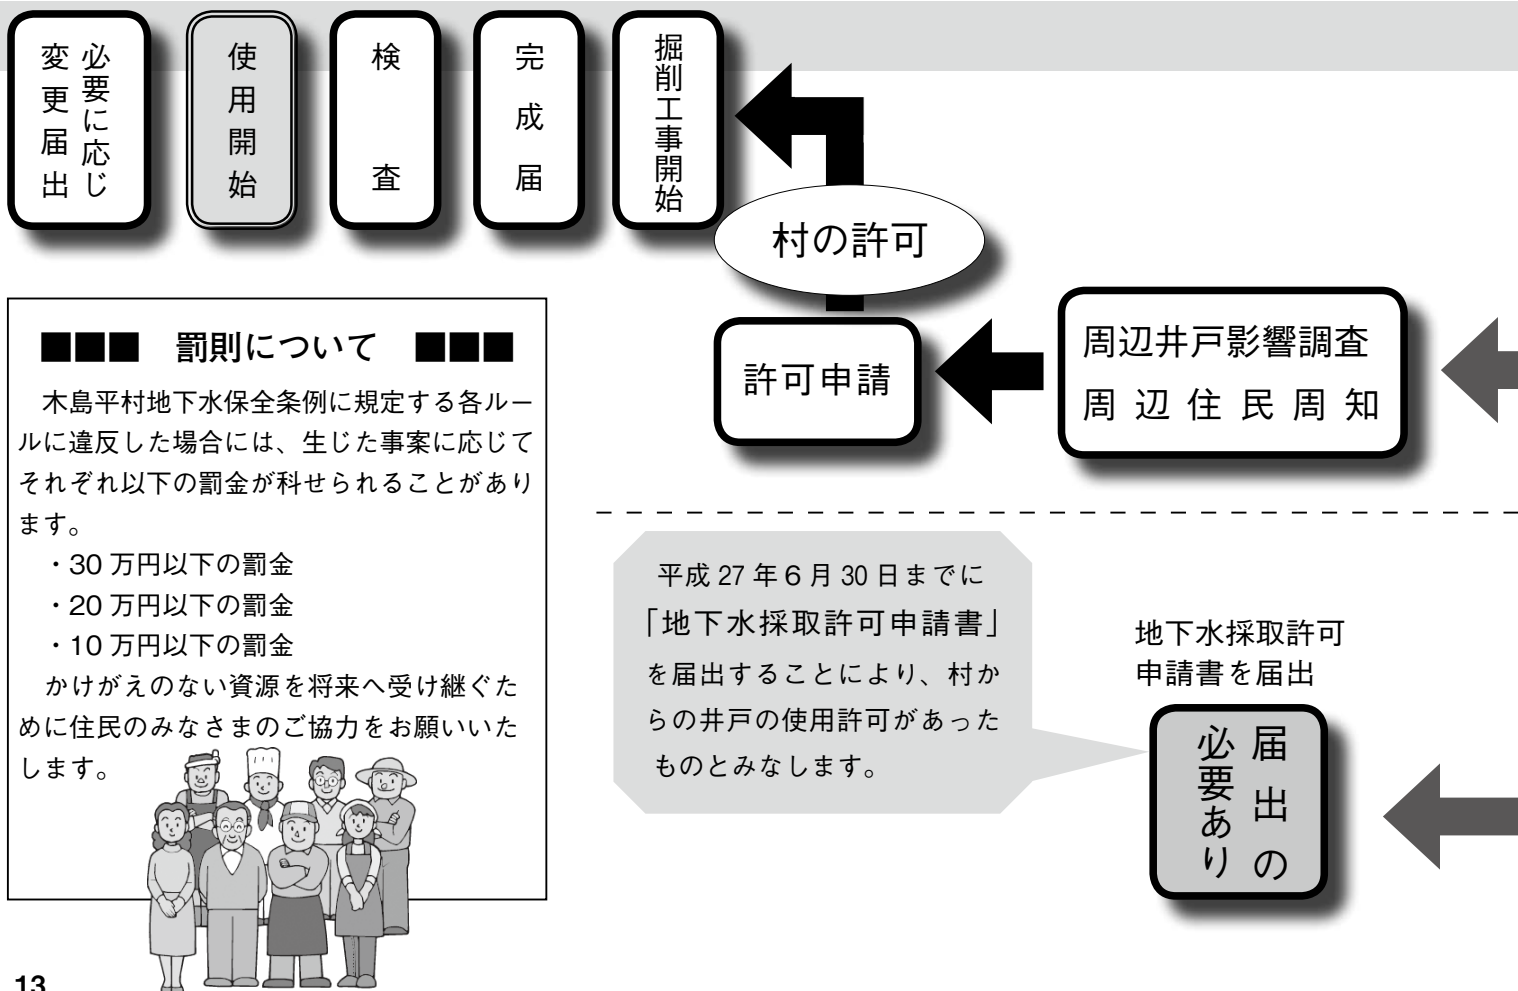 周辺井戸影響調査
周辺住民周知
許可申請
村の許可
掘削工事開始
完成届
検査
使用開始
必要に応じ
変更届出
■■■ 罰則について ■■■
木島平村地下水保全条例に規定する各ルー
ルに違反した場合には、生じた事案に応じて
それぞれ以下の罰金が科せられることがあり
ます。
・30万円以下の罰金
・20万円以下の罰金
・10万円以下の罰金
かけがえのない資源を将来へ受け継ぐた
めに住民のみなさまのご協力をお願いいた
します。
地下水採取許可
申請書を届出
届出の
必要あり
平成27年6月30日までに
「地下水採取許可申請書」
を届出することにより、村か
らの井戸の使用許可があった
ものとみなします。
13